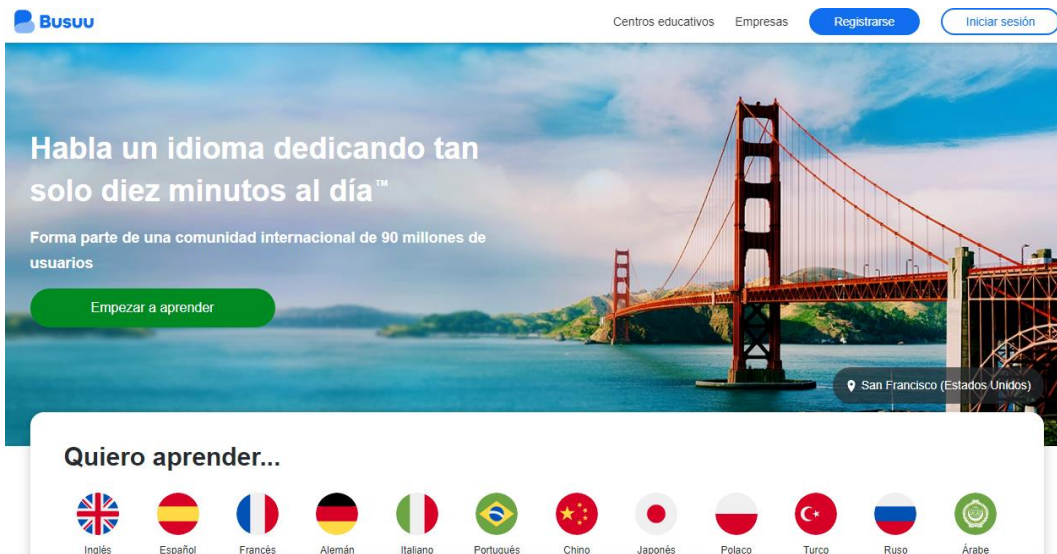 Busuu
Centros educativos Empresas Registrarse Iniciar sesión
Habla un idioma dedicando tan
solo diez minutos al día™
Forma parte de una comunidad internacional de 90 millones de
usuarios
Empezar a aprender
San Francisco (Estados Unidos)
Quiero aprender...
Inglés Español Francés Alemán Italiano Portugués Chino Japonés Polaco Turco Ruso Árabe